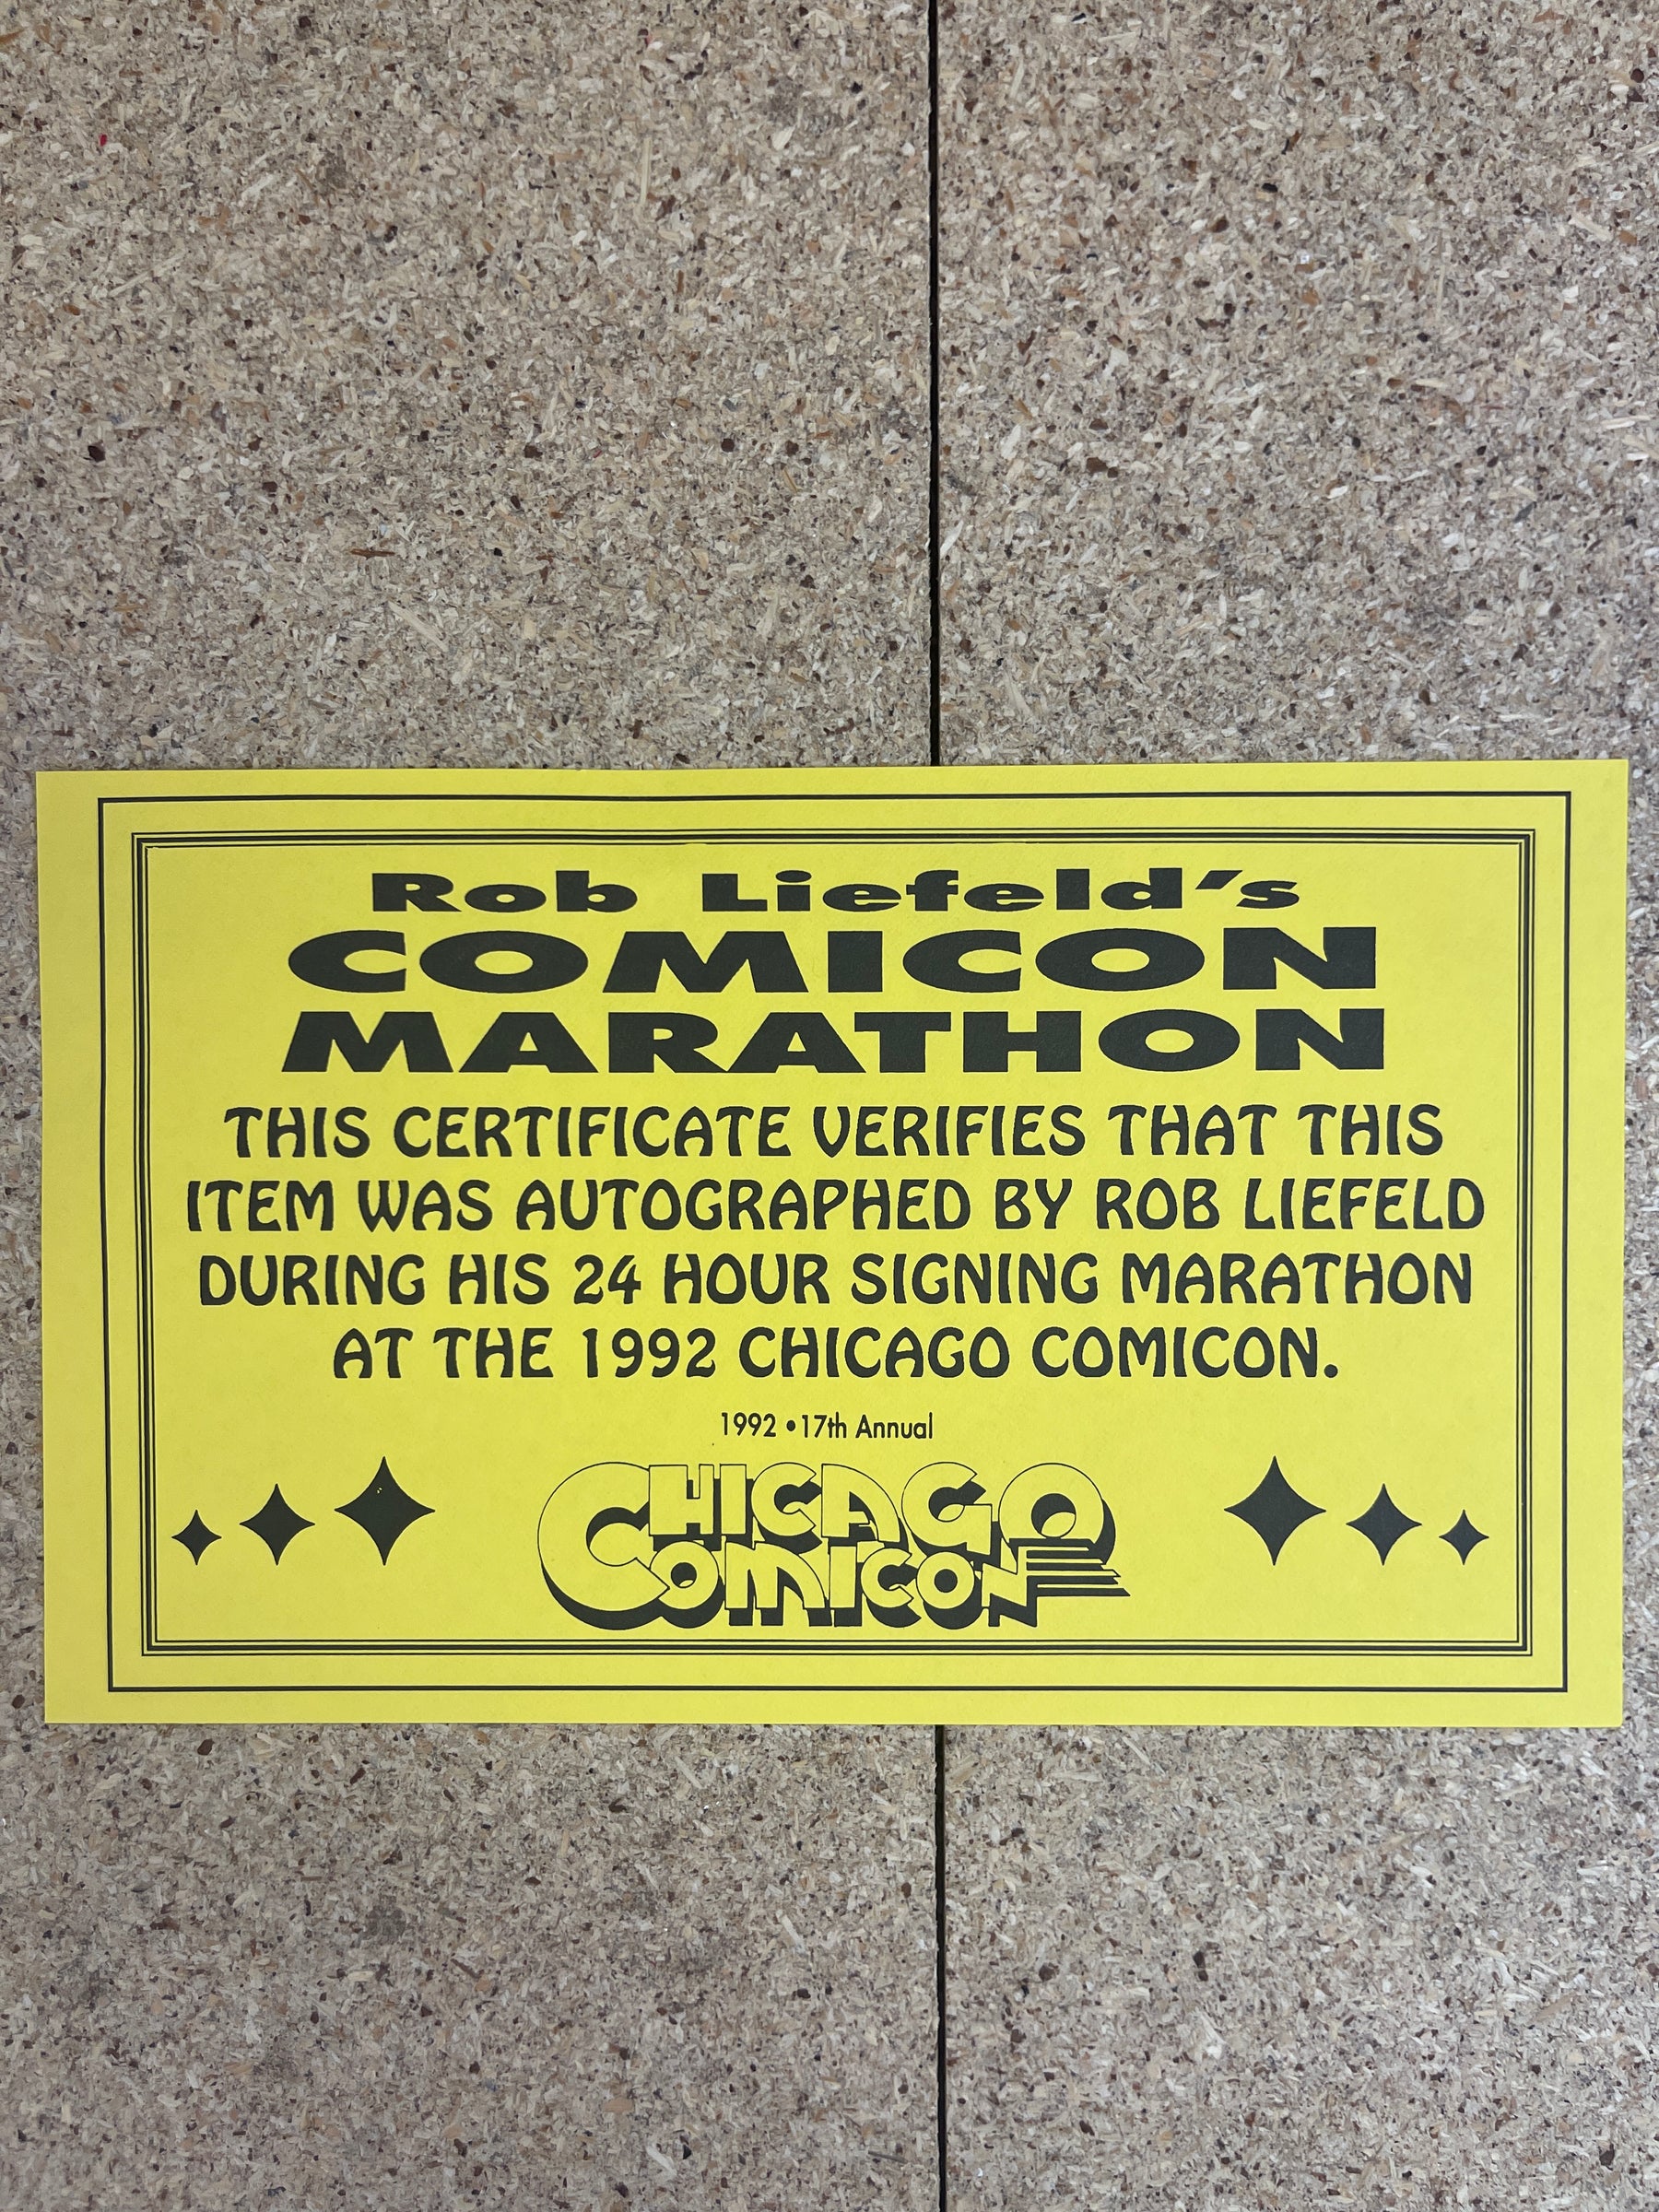 Rob Liefeld's
COMICON
MARATHON
THIS CERTIFICATE VERIFIES THAT THIS
ITEM WAS AUTOGRAPHED BY ROB LIEFELD
DURING HIS 24 HOUR SIGNING MARATHON
AT THE 1992 CHICAGO COMICON.
1992 •17th Annual
CHICAGO
COMICON